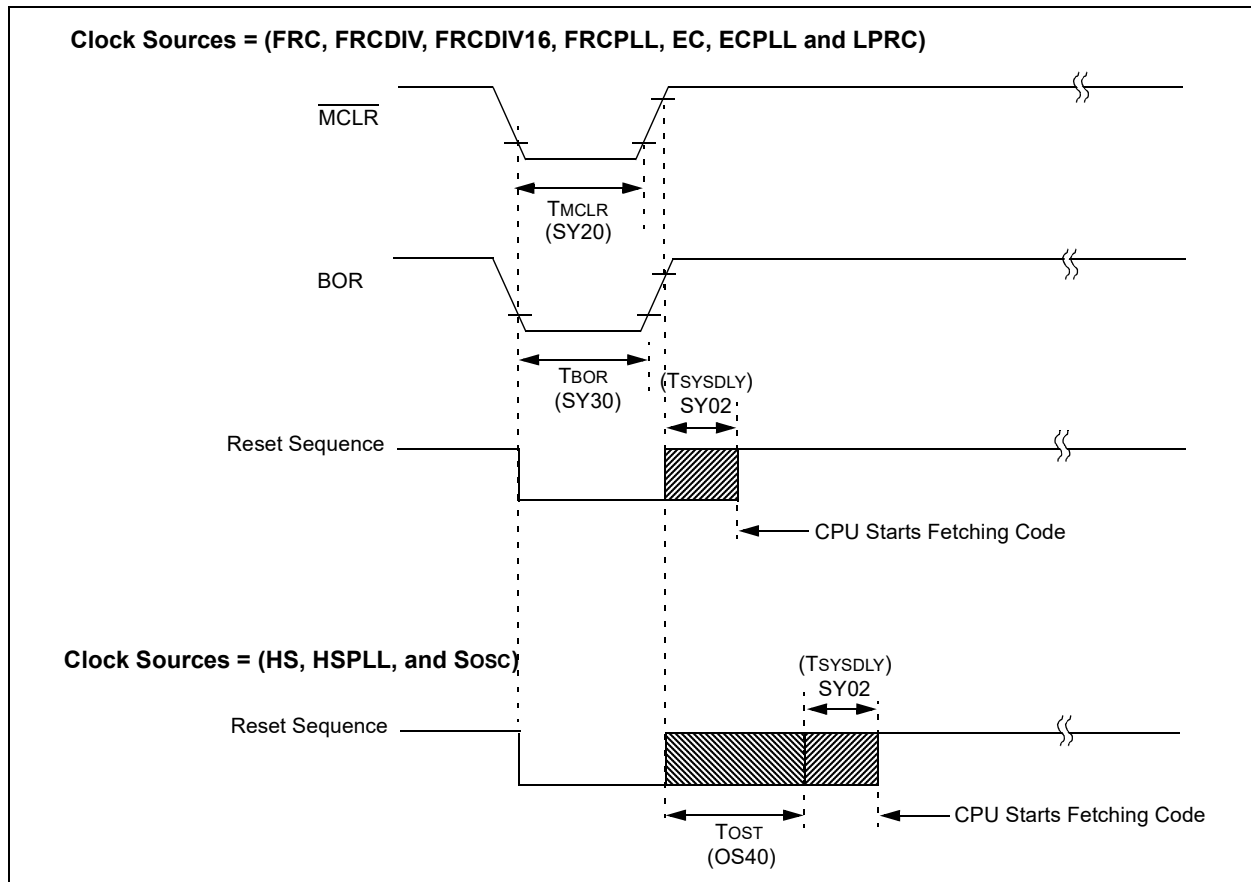 Clock Sources = (FRC, FRCDIV, FRCDIV16, FRCPLL, EC, ECPLL and LPRC)
MCLR
TMCLR
(SY20)
BOR
TBOR
(SY30)
(TSYSDLY)
SY02
Reset Sequence
CPU Starts Fetching Code
Clock Sources = (HS, HSPLL, and SOSC)
(TSYSDLY)
SY02
Reset Sequence
CPU Starts Fetching Code
TOST
(OS40)